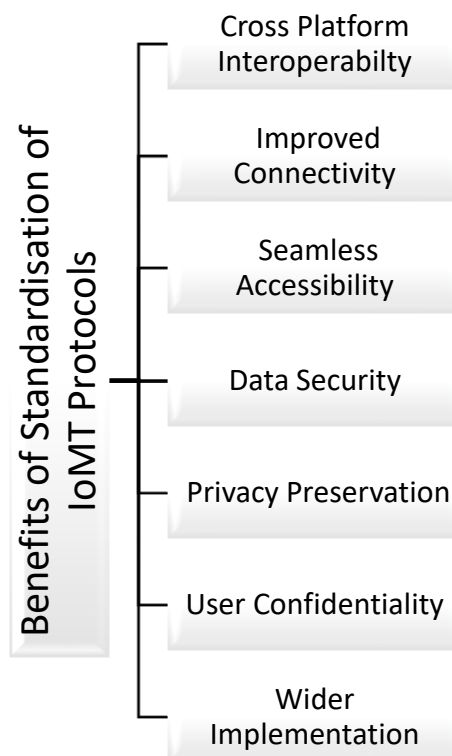 Benefits of Standardisation of
IoMT Protocols
Cross Platform
Interoperabilty
Improved
Connectivity
Seamless
Accessibility
Data Security
Privacy Preservation
User Confidentiality
Wider
Implementation